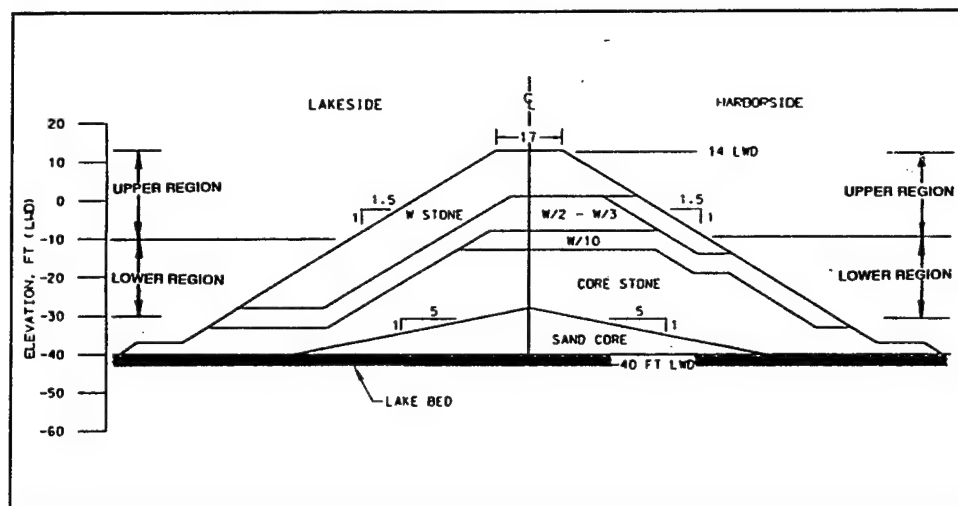 LAKESIDE
℄
HARBORSIDE
20
10
0
-10
-20
-30
-40
-50
-60
ELEVATION, FT (LWD)
17
14 LWD
UPPER REGION
UPPER REGION
1.5
1
1.5
1
W STONE
W/2 - W/3
W/10
LOWER REGION
LOWER REGION
CORE STONE
5
1
5
1
SAND CORE
-40 FT LWD
LAKE BED